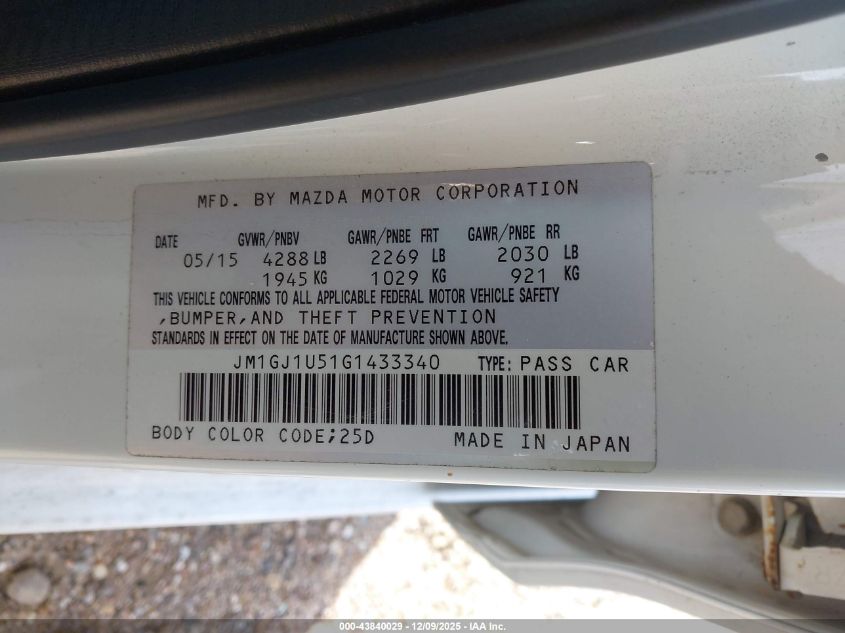 MFD. BY MAZDA MOTOR CORPORATION
DATE GVWR/PNBV GAWR/PNBE FRT GAWR/PNBE RR
05/15 4288 LB 2269 LB 2030 LB
1945 KG 1029 KG 921 KG
THIS VEHICLE CONFORMS TO ALL APPLICABLE FEDERAL MOTOR VEHICLE SAFETY
,BUMPER,AND THEFT PREVENTION
STANDARDS IN EFFECT ON THE DATE OF MANUFACTURE SHOWN ABOVE.
JM1GJ1U51G1433340 TYPE: PASS CAR
BODY COLOR CODE;25D MADE IN JAPAN
000-43840029 - 12/09/2025 - IAA Inc.